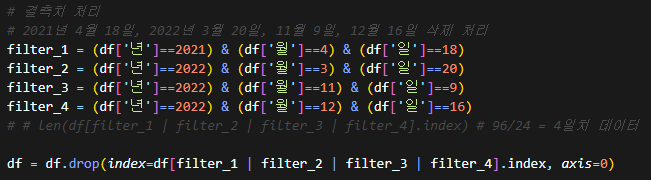 # 결측치 처리
# 2021년 4월 18일, 2022년 3월 20일, 11월 9일, 12월 16일 삭제 처리
filter_1 = (df['년']==2021) & (df['월']==4) & (df['일']==18)
filter_2 = (df['년']==2022) & (df['월']==3) & (df['일']==20)
filter_3 = (df['년']==2022) & (df['월']==11) & (df['일']==9)
filter_4 = (df['년']==2022) & (df['월']==12) & (df['일']==16)
# # len(df[filter_1 | filter_2 | filter_3 | filter_4].index) # 96/24 = 4일치 데이터
df = df.drop(index=df[filter_1 | filter_2 | filter_3 | filter_4].index, axis=0)